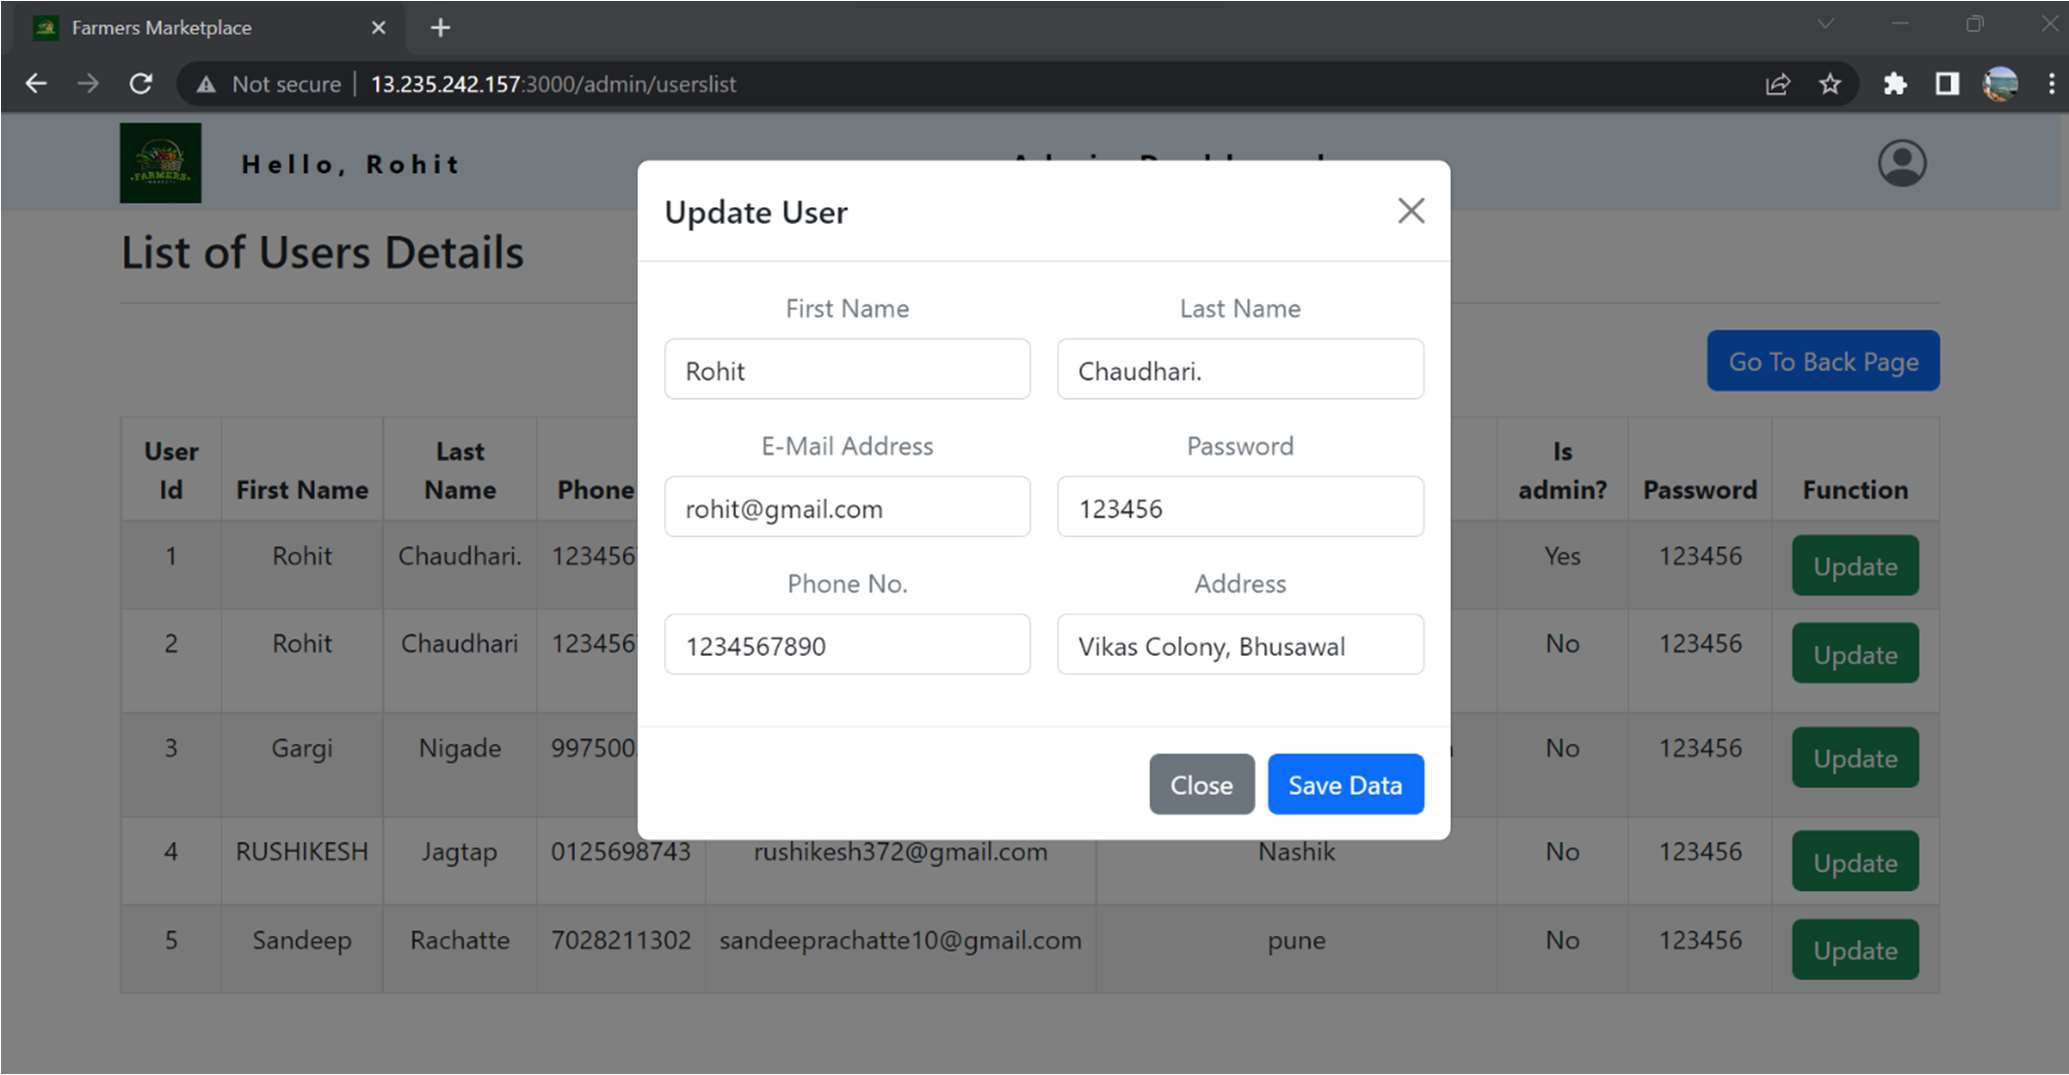 Farmers Marketplace
Not secure | 13.235.242.157:3000/admin/userslist
FARMERS
Hello, Rohit
List of Users Details
Update User
First Name Last Name
Rohit Chaudhari.
E-Mail Address Password
rohit@gmail.com 123456
Phone No. Address
1234567890 Vikas Colony, Bhusawal
Close Save Data
Go To Back Page
User Id First Name Last Name Phone Is admin? Password Function
1 Rohit Chaudhari. 123456 Yes 123456 Update
2 Rohit Chaudhari 123456 No 123456 Update
3 Gargi Nigade 997500 No 123456 Update
4 RUSHIKESH Jagtap 0125698743 rushikesh372@gmail.com Nashik No 123456 Update
5 Sandeep Rachatte 7028211302 sandeeprachatte10@gmail.com pune No 123456 Update